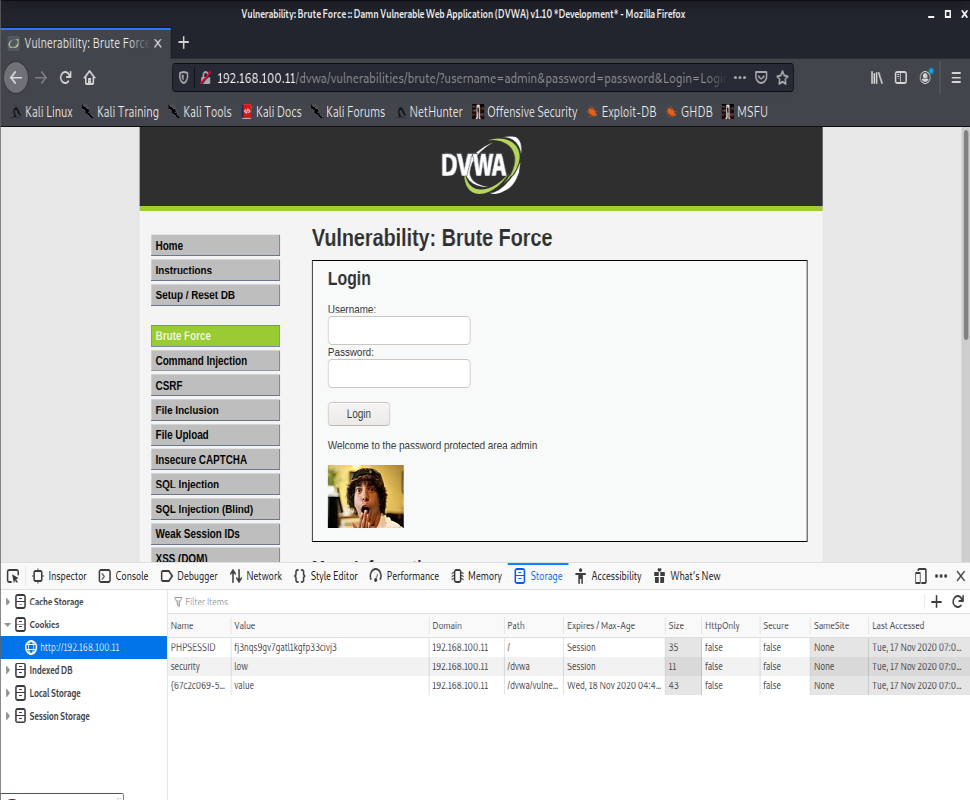 Vulnerability: Brute Force :: Damn Vulnerable Web Application (DVWA) v1.10 *Development* - Mozilla Firefox
Vulnerability: Brute Force
192.168.100.11/dvwa/vulnerabilities/brute/?username=admin&password=password&Login=Logi
Kali Linux Kali Training Kali Tools Kali Docs Kali Forums NetHunter Offensive Security Exploit-DB GHDB MSFU
DVWA
Vulnerability: Brute Force
Home
Instructions
Setup / Reset DB
Brute Force
Command Injection
CSRF
File Inclusion
File Upload
Insecure CAPTCHA
SQL Injection
SQL Injection (Blind)
Weak Session IDs
XSS (DOM)
Login
Username:
Password:
Login
Welcome to the password protected area admin
Inspector Console Debugger Network Style Editor Performance Memory Storage Accessibility What's New
Cache Storage
Cookies
http://192.168.100.11
Indexed DB
Local Storage
Session Storage
Filter Items
Name Value Domain Path Expires / Max-Age Size HttpOnly Secure SameSite Last Accessed
PHPSESSID fj3nqs9gv7gatl1kgfp33civj3 192.168.100.11 / Session 35 false false None Tue, 17 Nov 2020 07:0...
security low 192.168.100.11 /dvwa Session 11 false false None Tue, 17 Nov 2020 07:0...
{67c2c069-5... value 192.168.100.11 /dvwa/vulne... Wed, 18 Nov 2020 04:4... 43 false false None Tue, 17 Nov 2020 07:0...